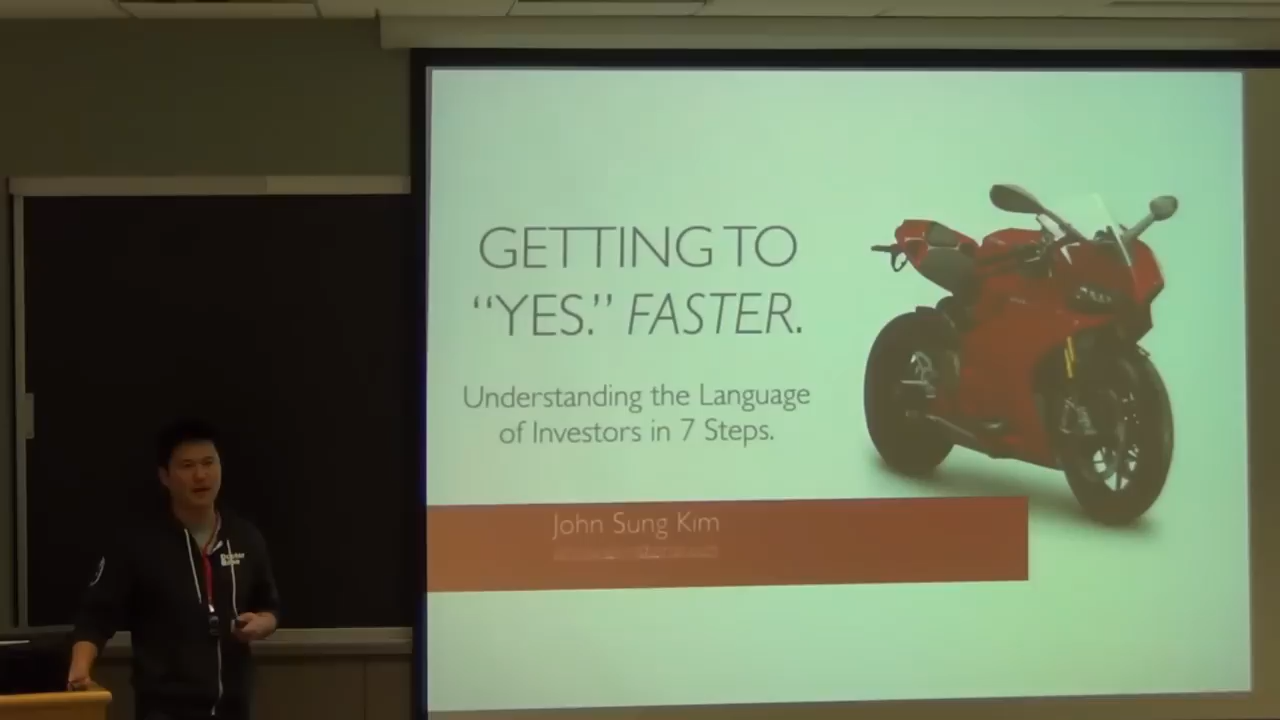 GETTING TO
“YES.” FASTER.
Understanding the Language
of Investors in 7 Steps.
John Sung Kim